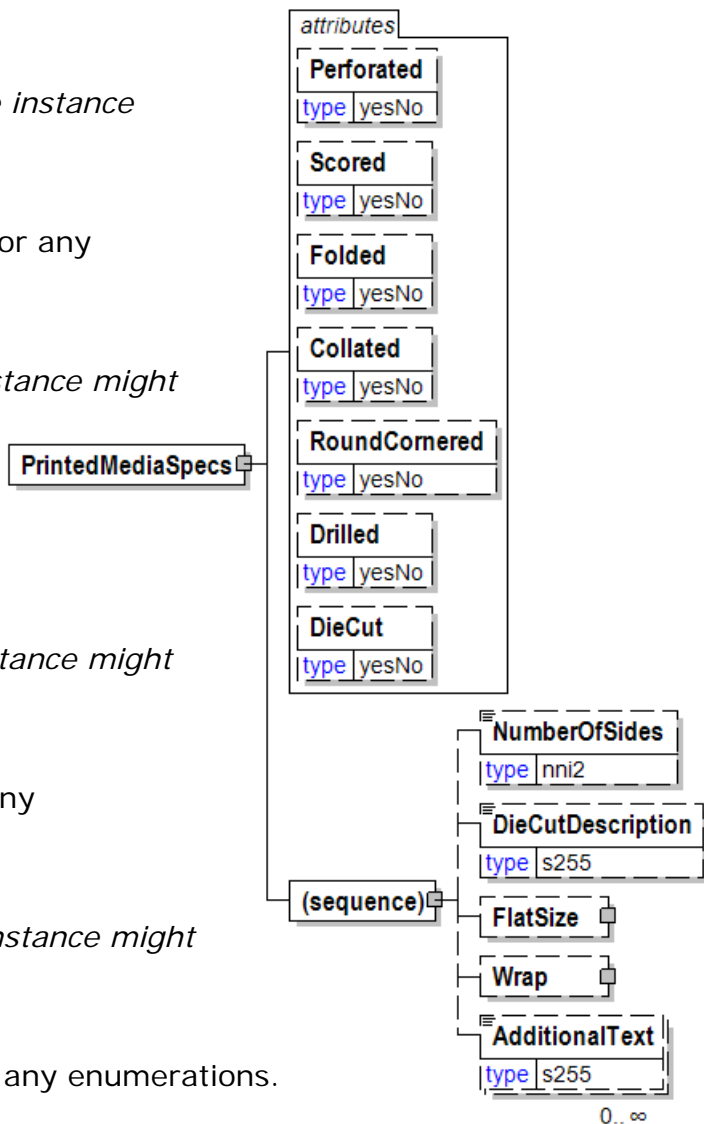 attributes
Perforated
type yesNo
instance
Scored
type yesNo
or any
Folded
type yesNo
Collated
type yesNo
stance might
RoundCornered
type yesNo
PrintedMediaSpecs
Drilled
type yesNo
DieCut
type yesNo
tance might
NumberOfSides
type nni2
ny
DieCutDescription
type s255
(sequence)
FlatSize
nstance might
Wrap
AdditionalText
type s255
any enumerations.
0..∞